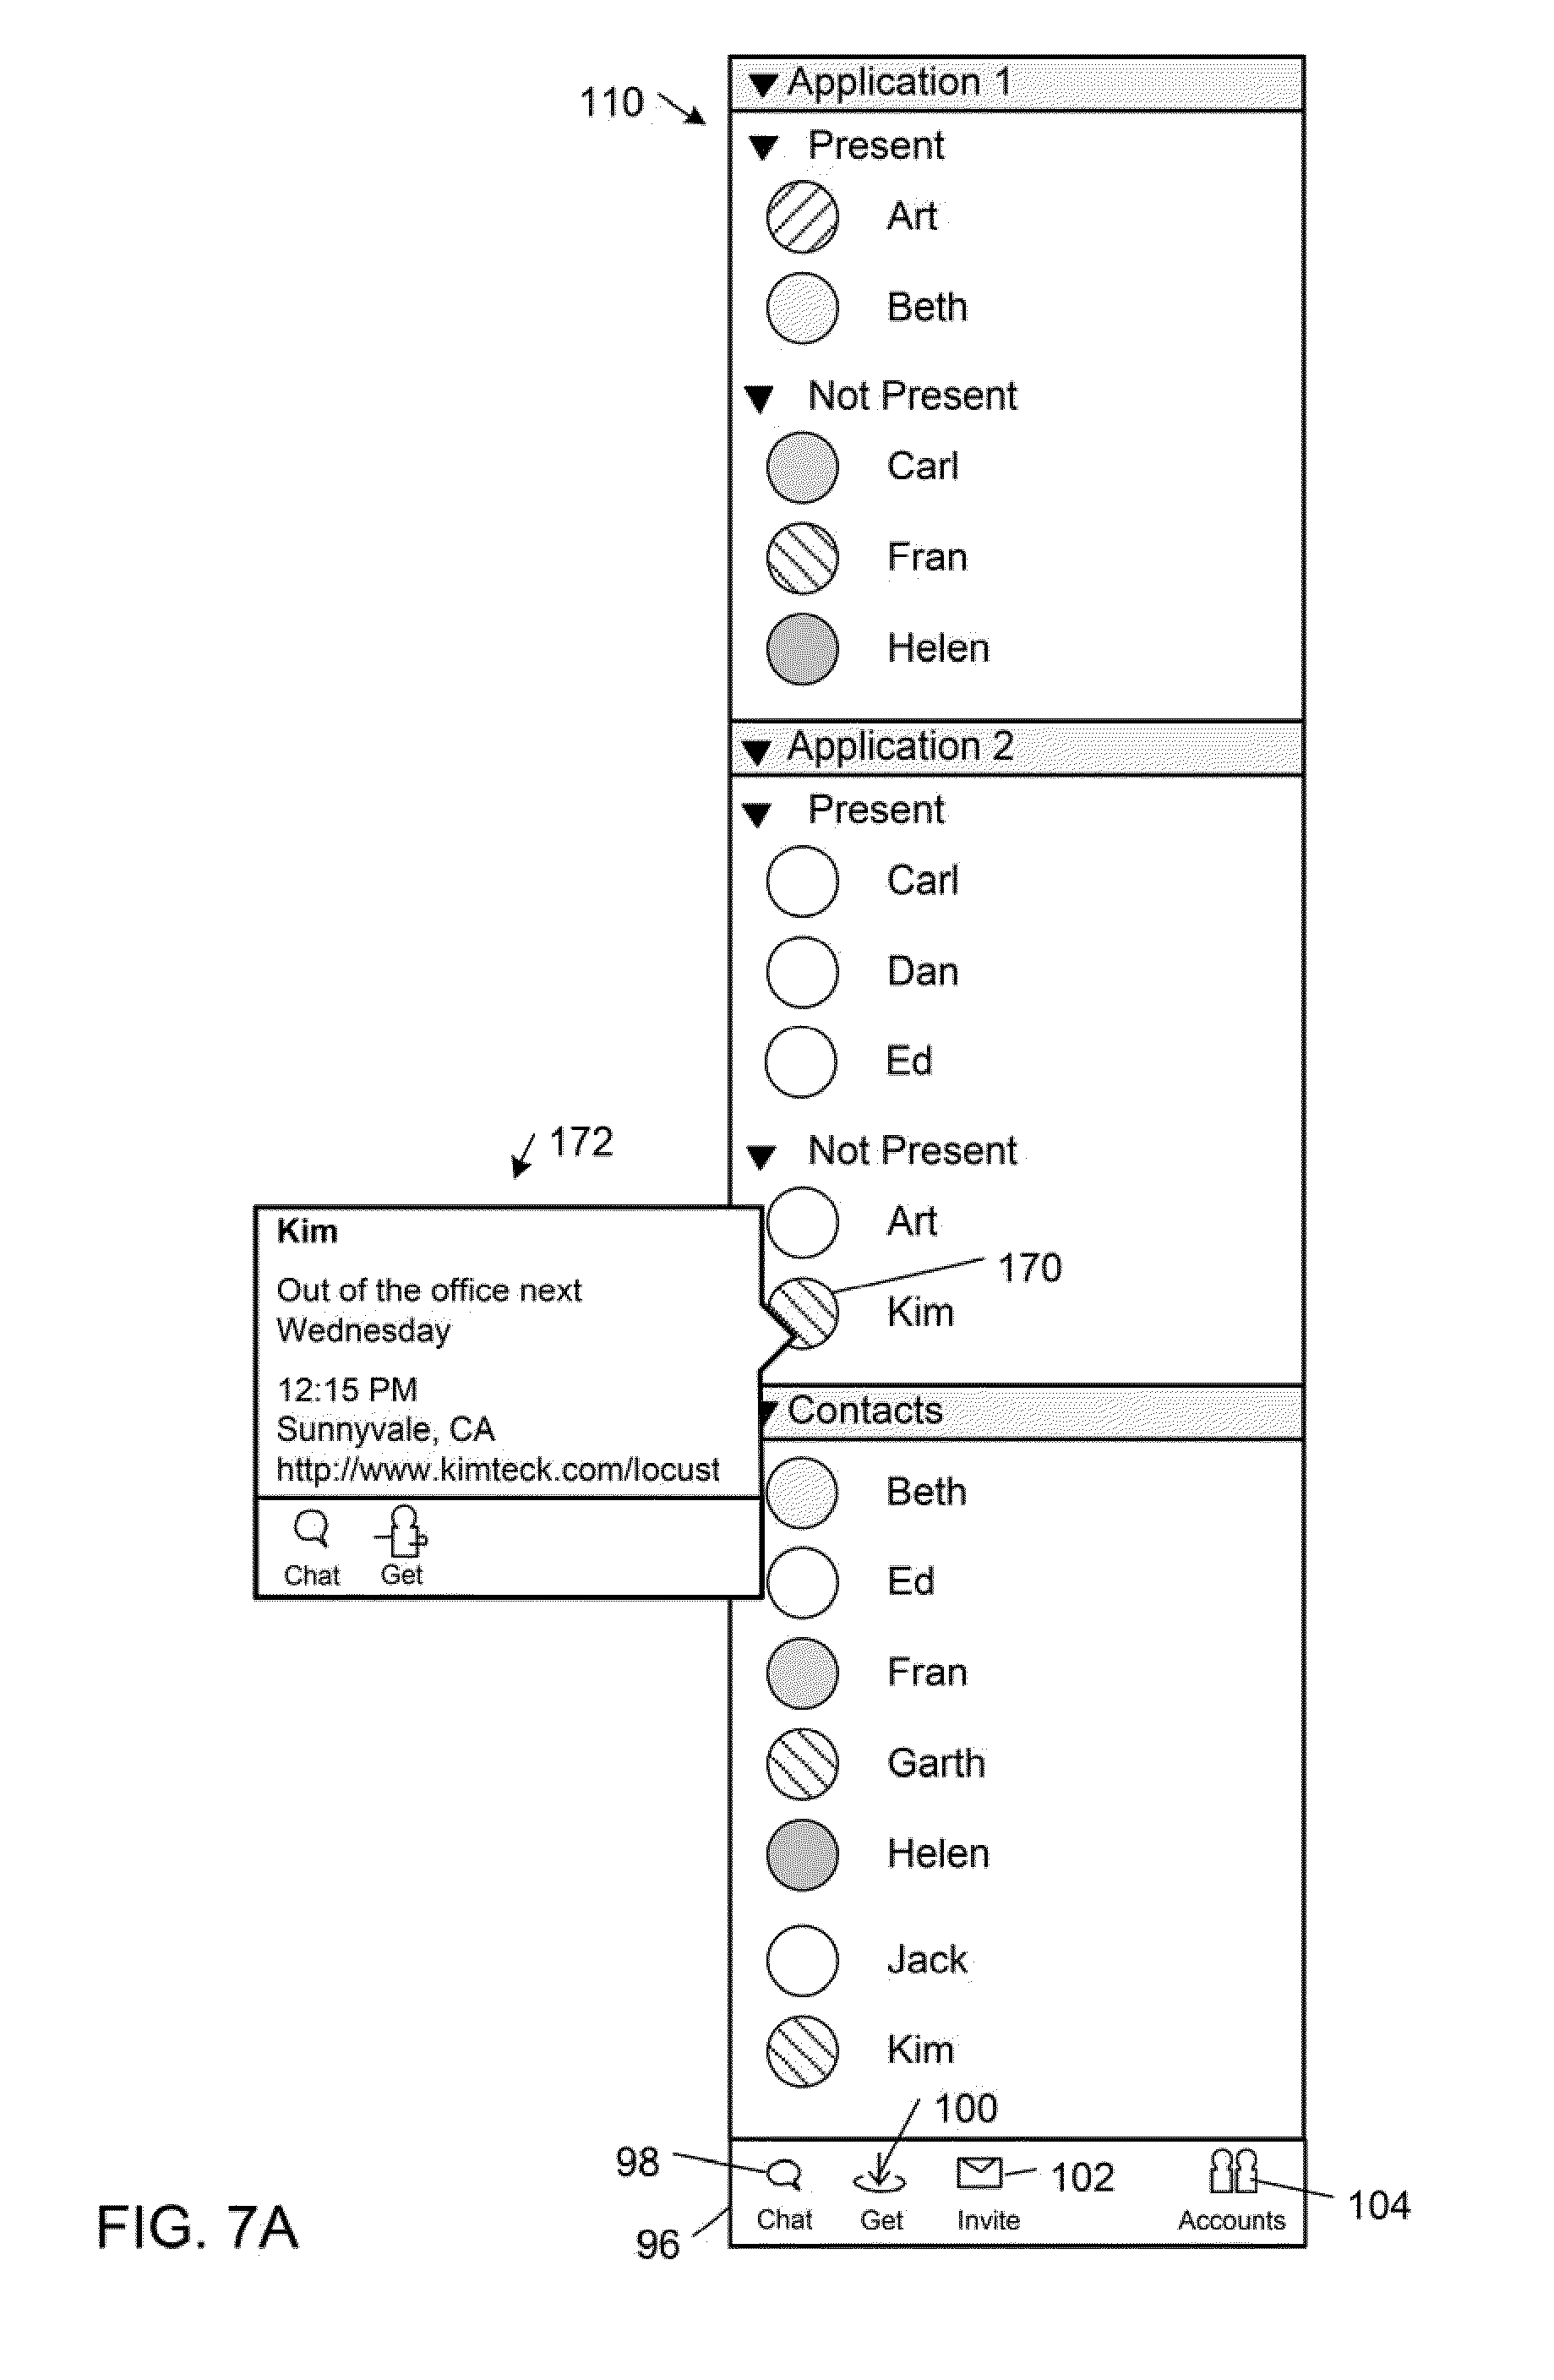 Application 1
110
Present
Art
Beth
Not Present
Carl
Fran
Helen
Application 2
Present
Carl
Dan
Ed
172
Not Present
Art
170
Kim
Kim
Out of the office next
Wednesday
12:15 PM
Sunnyvale, CA
http://www.kimteck.com/locust
Chat Get
Contacts
Beth
Ed
Fran
Garth
Helen
Jack
Kim
100
98
102
104
Chat Get Invite Accounts
96
FIG. 7A